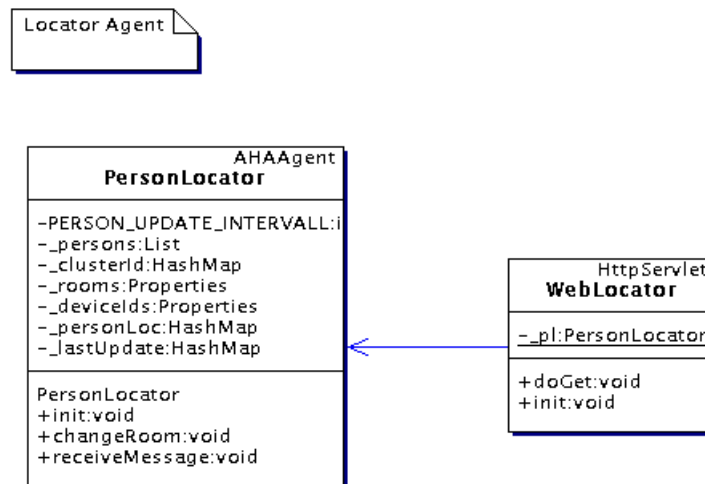 Locator Agent
AHAAgent
PersonLocator
-PERSON_UPDATE_INTERVALL:i
-_persons:List
-_clusterId:HashMap
-_rooms:Properties
-_deviceIds:Properties
-_personLoc:HashMap
-_lastUpdate:HashMap
PersonLocator
+init:void
+changeRoom:void
+receiveMessage:void
HttpServlet
WebLocator
-_pl:PersonLocator
+doGet:void
+init:void